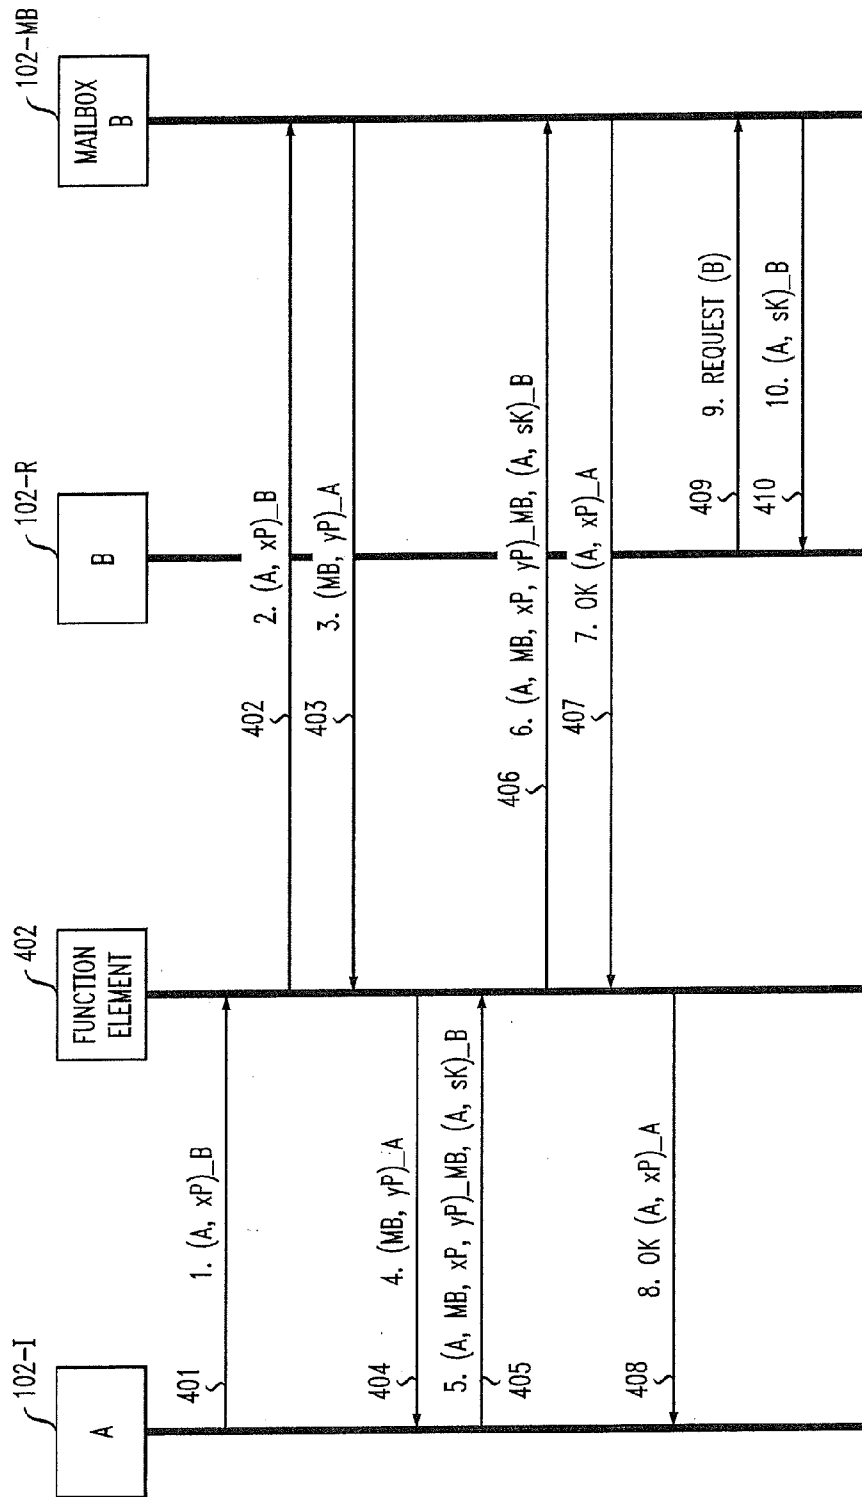 102-I
A
402
FUNCTION
ELEMENT
102-R
B
102-MB
MAILBOX
B
401
1. (A, xP)_B
402
2. (A, xP)_B
403
3. (MB, yP)_A
404
4. (MB, yP)_A
5. (A, MB, xP, yP)_MB, (A, sK)_B
405
406
6. (A, MB, xP, yP)_MB, (A, sK)_B
407
7. OK (A, xP)_A
408
8. OK (A, xP)_A
409
9. REQUEST (B)
410
10. (A, sK)_B